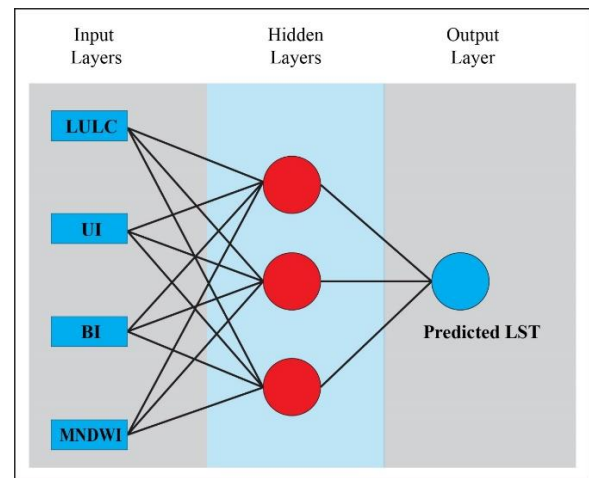 Input
Layers
Hidden
Layers
Output
Layer
LULC
UI
BI
MNDWI
Predicted LST